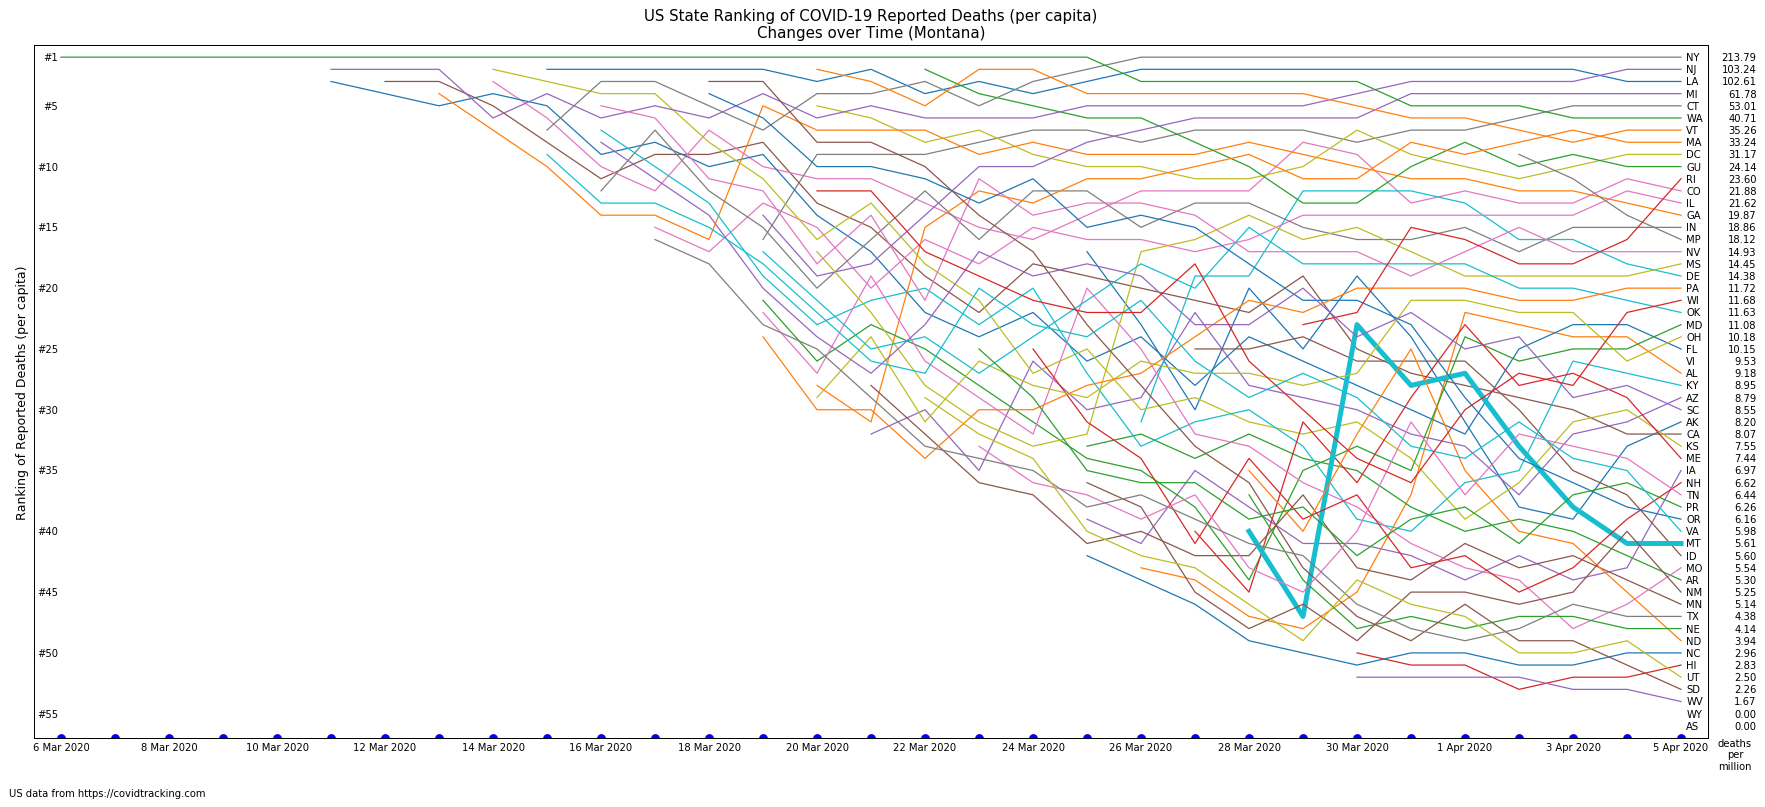 US State Ranking of COVID-19 Reported Deaths (per capita)
Changes over Time (Montana)
Ranking of Reported Deaths (per capita)
#1
#5
#10
#15
#20
#25
#30
#35
#40
#45
#50
#55
NY 213.79
NJ 103.24
LA 102.61
MI 61.78
CT 53.01
WA 40.71
VT 35.26
MA 33.24
DC 31.17
GU 24.14
RI 23.60
CO 21.88
IL 21.62
GA 19.87
IN 18.86
MP 18.12
NV 14.93
MS 14.45
DE 14.38
PA 11.72
WI 11.68
OK 11.63
MD 11.08
OH 10.18
FL 10.15
VI 9.53
AL 9.18
KY 8.95
AZ 8.79
SC 8.55
AK 8.20
CA 8.07
KS 7.55
ME 7.44
IA 6.97
NH 6.62
TN 6.44
PR 6.26
OR 6.16
VA 5.98
MT 5.61
ID 5.60
MO 5.54
AR 5.30
NM 5.25
MN 5.14
TX 4.38
NE 4.14
ND 3.94
NC 2.96
HI 2.83
UT 2.50
SD 2.26
WV 1.67
WY 0.00
AS 0.00
6 Mar 2020 8 Mar 2020 10 Mar 2020 12 Mar 2020 14 Mar 2020 16 Mar 2020 18 Mar 2020 20 Mar 2020 22 Mar 2020 24 Mar 2020 26 Mar 2020 28 Mar 2020 30 Mar 2020 1 Apr 2020 3 Apr 2020 5 Apr 2020
deaths
per
million
US data from https://covidtracking.com